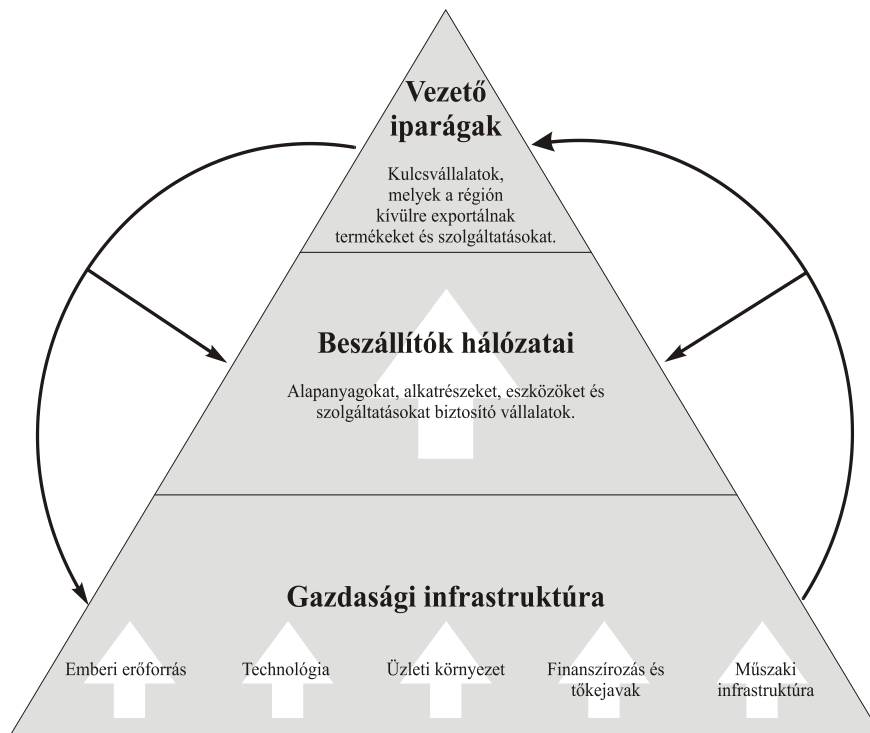 Vezető
iparágak
Kulcsvállalatok,
melyek a régión
kívülre exportálnak
termékeket és szolgáltatásokat.
Beszállítók hálózatai
Alapanyagokat, alkatrészeket, eszközöket és
szolgáltatásokat biztosító vállalatok.
Gazdasági infrastruktúra
Emberi erőforrás
Technológia
Üzleti környezet
Finanszírozás és
tőkejavak
Műszaki
infrastruktúra